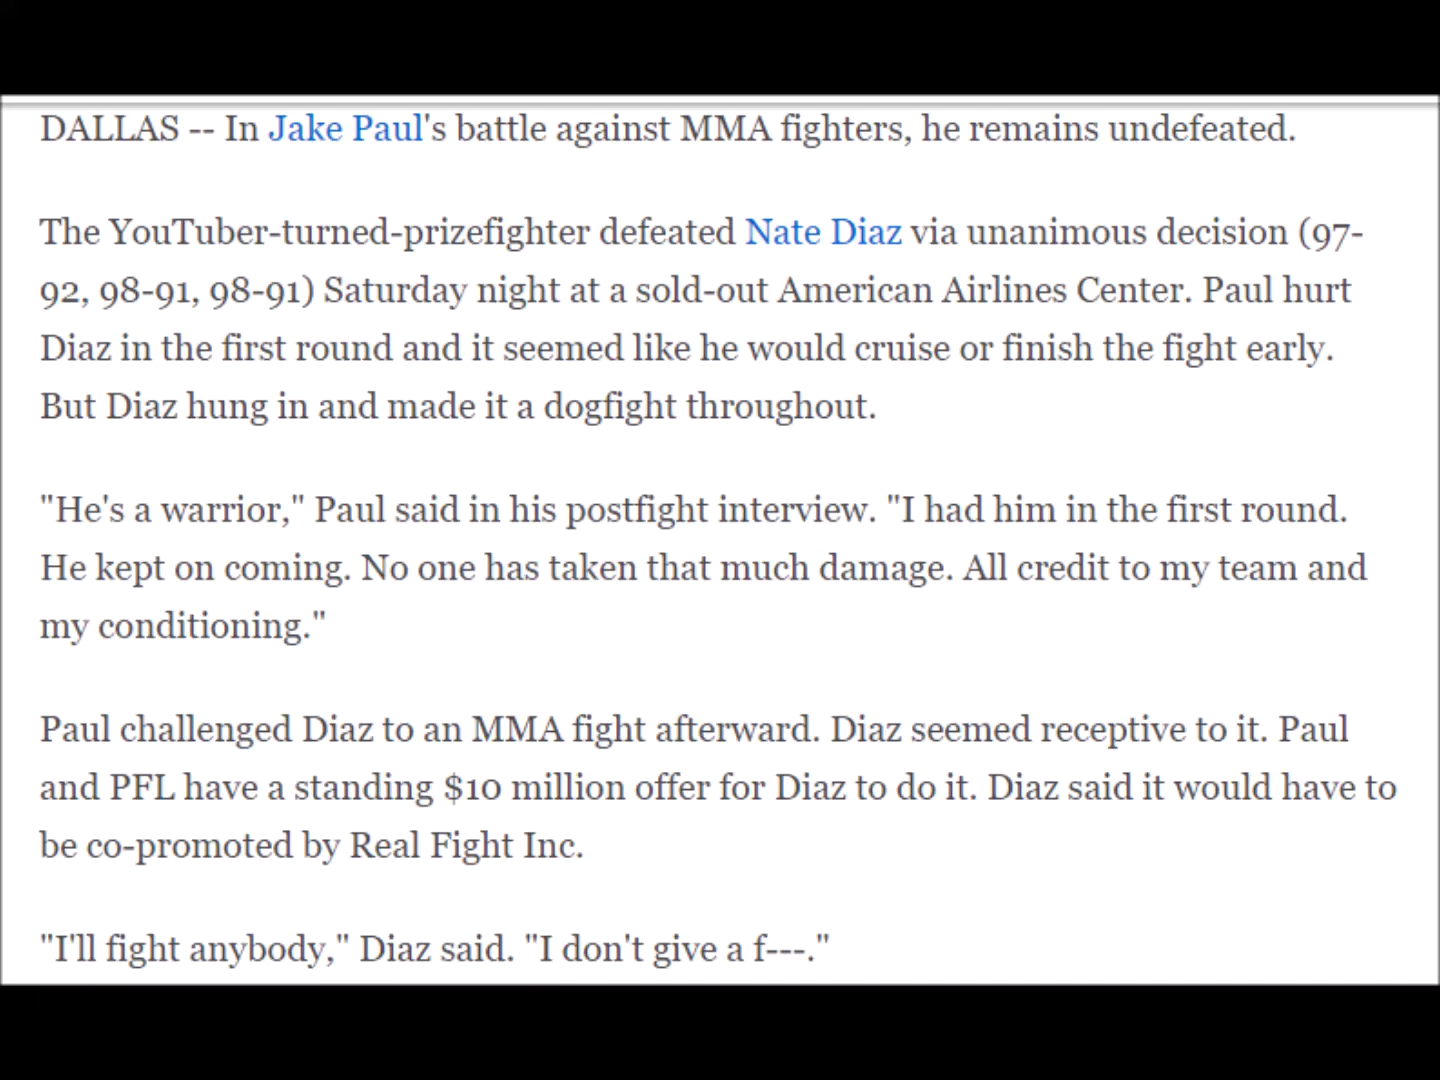 DALLAS -- In Jake Paul's battle against MMA fighters, he remains undefeated.
The YouTuber-turned-prizefighter defeated Nate Diaz via unanimous decision (97-
92, 98-91, 98-91) Saturday night at a sold-out American Airlines Center. Paul hurt
Diaz in the first round and it seemed like he would cruise or finish the fight early.
But Diaz hung in and made it a dogfight throughout.
"He's a warrior," Paul said in his postfight interview. "I had him in the first round.
He kept on coming. No one has taken that much damage. All credit to my team and
my conditioning."
Paul challenged Diaz to an MMA fight afterward. Diaz seemed receptive to it. Paul
and PFL have a standing $10 million offer for Diaz to do it. Diaz said it would have to
be co-promoted by Real Fight Inc.
"I'll fight anybody," Diaz said. "I don't give a f---."